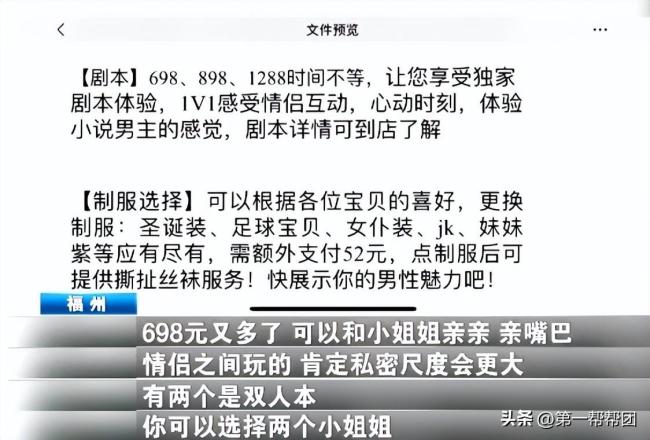 文件预览
【剧本】698、898、1288时间不等，让您享受独家
剧本体验，1V1感受情侣互动，心动时刻，体验
小说男主的感觉，剧本详情可到店了解
【制服选择】可以根据各位宝贝的喜好，更换
制服：圣诞装、足球宝贝、女仆装、jk、妹妹
紫等应有尽有，需额外支付52元，点制服后可
提供撕扯丝袜服务！快展示你的男性魅力吧！
福州
698元又多了 可以和小姐姐亲亲 亲嘴巴
情侣之间玩的 肯定私密尺度会更大
有两个是双人本
你可以选择两个小姐姐
头条 @第一帮帮团